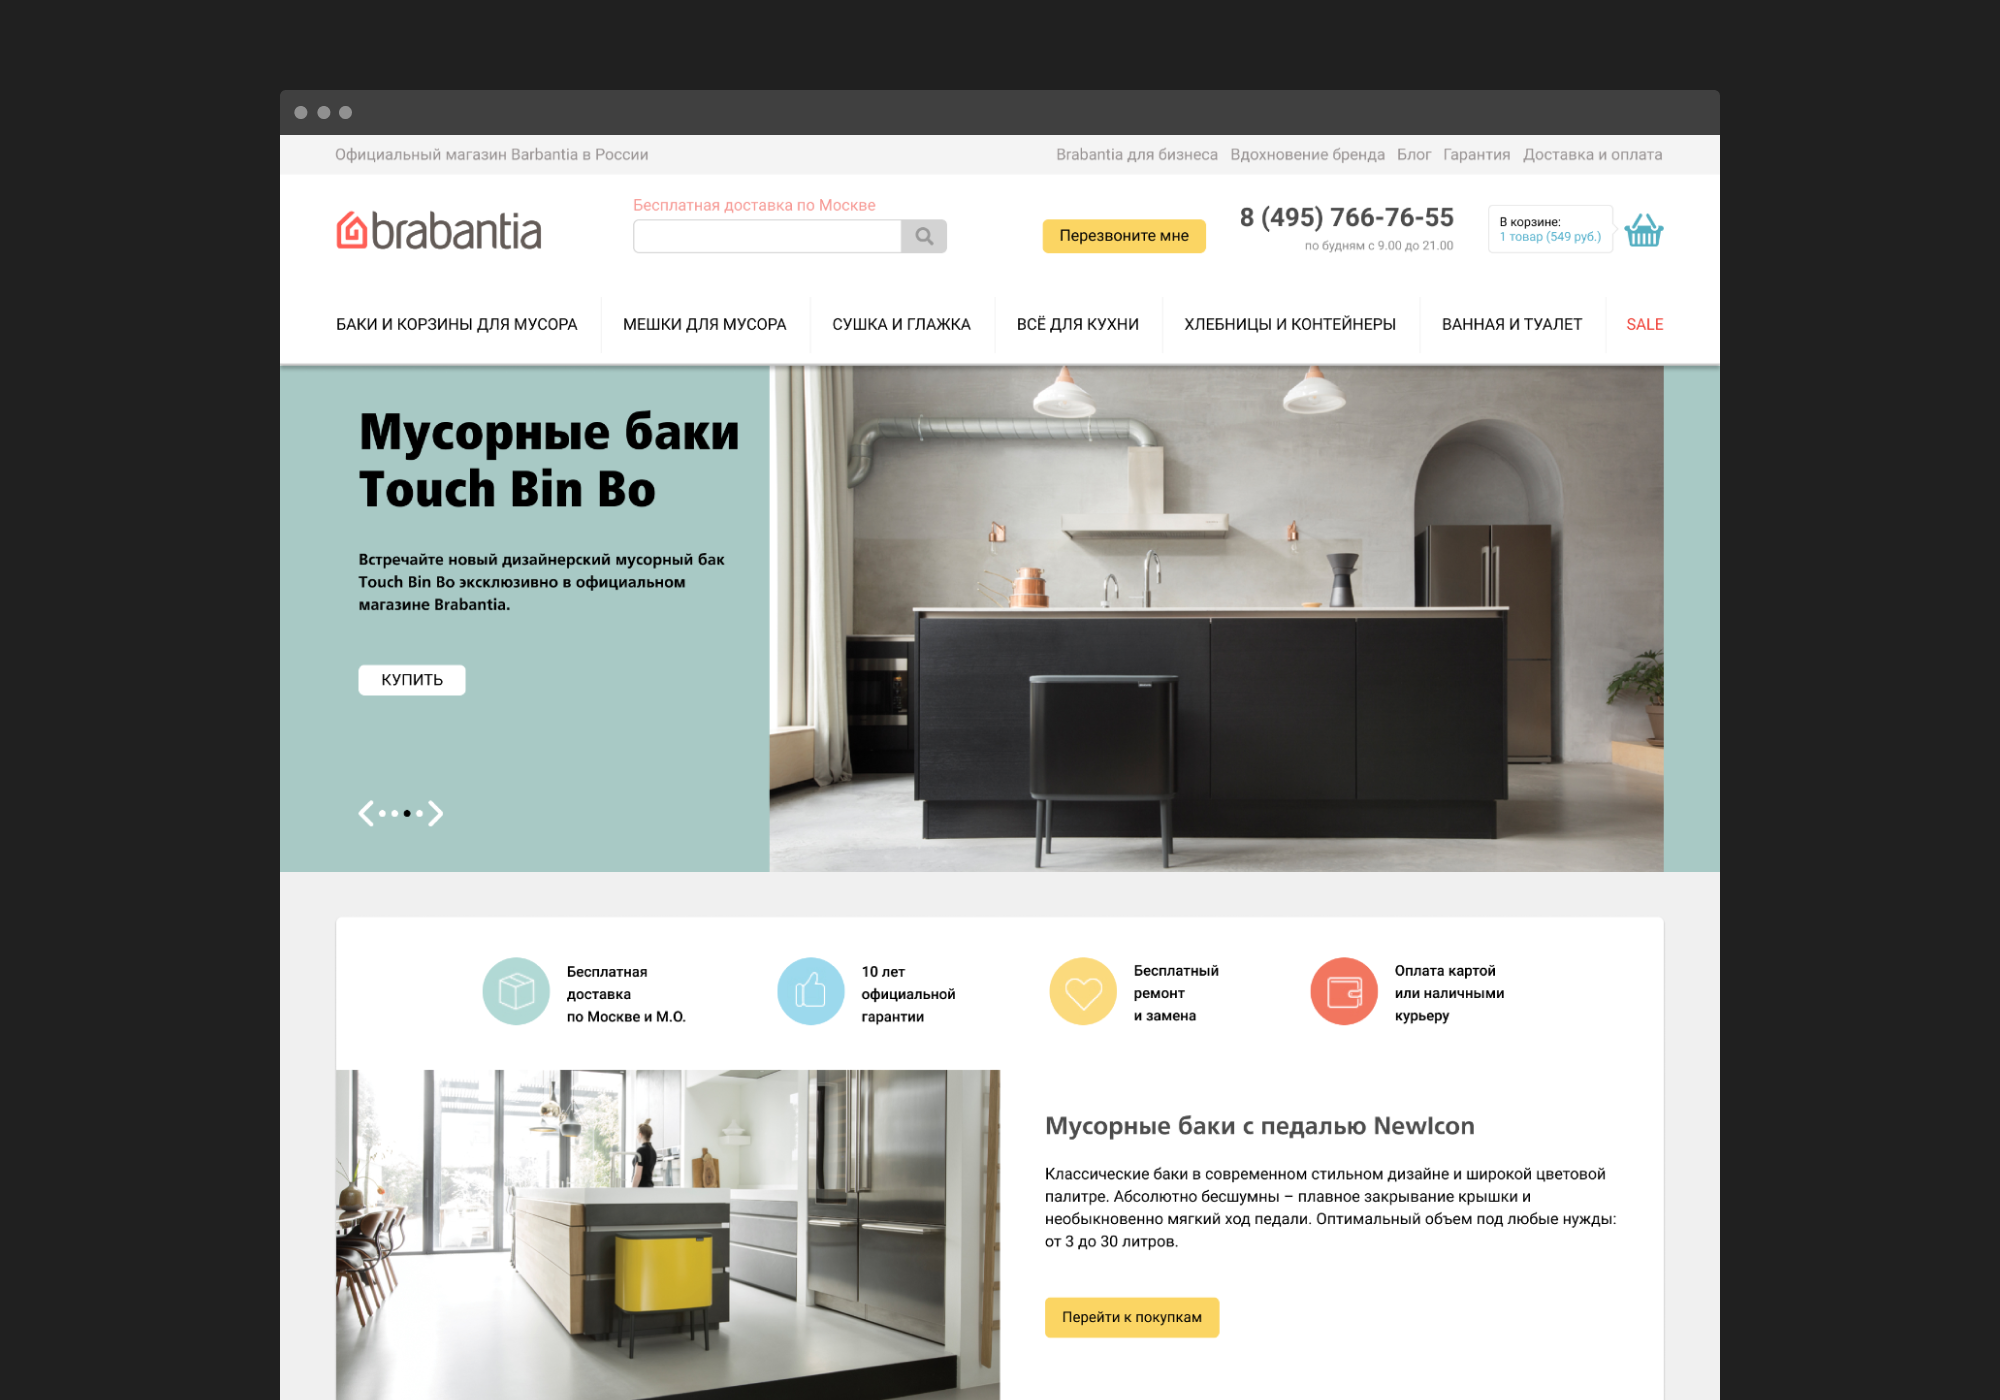 Официальный магазин Barbantia в России
Brabantia для бизнеса Вдохновение бренда Блог Гарантия Доставка и оплата
brabantia
Бесплатная доставка по Москве
Перезвоните мне
8 (495) 766-76-55
по будням с 9.00 до 21.00
В корзине:
1 товар (549 руб.)
БАКИ И КОРЗИНЫ ДЛЯ МУСОРА
МЕШКИ ДЛЯ МУСОРА
СУШКА И ГЛАЖКА
ВСЁ ДЛЯ КУХНИ
ХЛЕБНИЦЫ И КОНТЕЙНЕРЫ
ВАННАЯ И ТУАЛЕТ
SALE
Мусорные баки
Touch Bin Bo
Встречайте новый дизайнерский мусорный бак
Touch Bin Bo эксклюзивно в официальном
магазине Brabantia.
КУПИТЬ
Бесплатная
доставка
по Москве и М.О.
10 лет
официальной
гарантии
Бесплатный
ремонт
и замена
Оплата картой
или наличными
курьеру
Мусорные баки с педалью NewIcon
Классические баки в современном стильном дизайне и широкой цветовой
палитре. Абсолютно бесшумны – плавное закрывание крышки и
необыкновенно мягкий ход педали. Оптимальный объем под любые нужды:
от 3 до 30 литров.
Перейти к покупкам